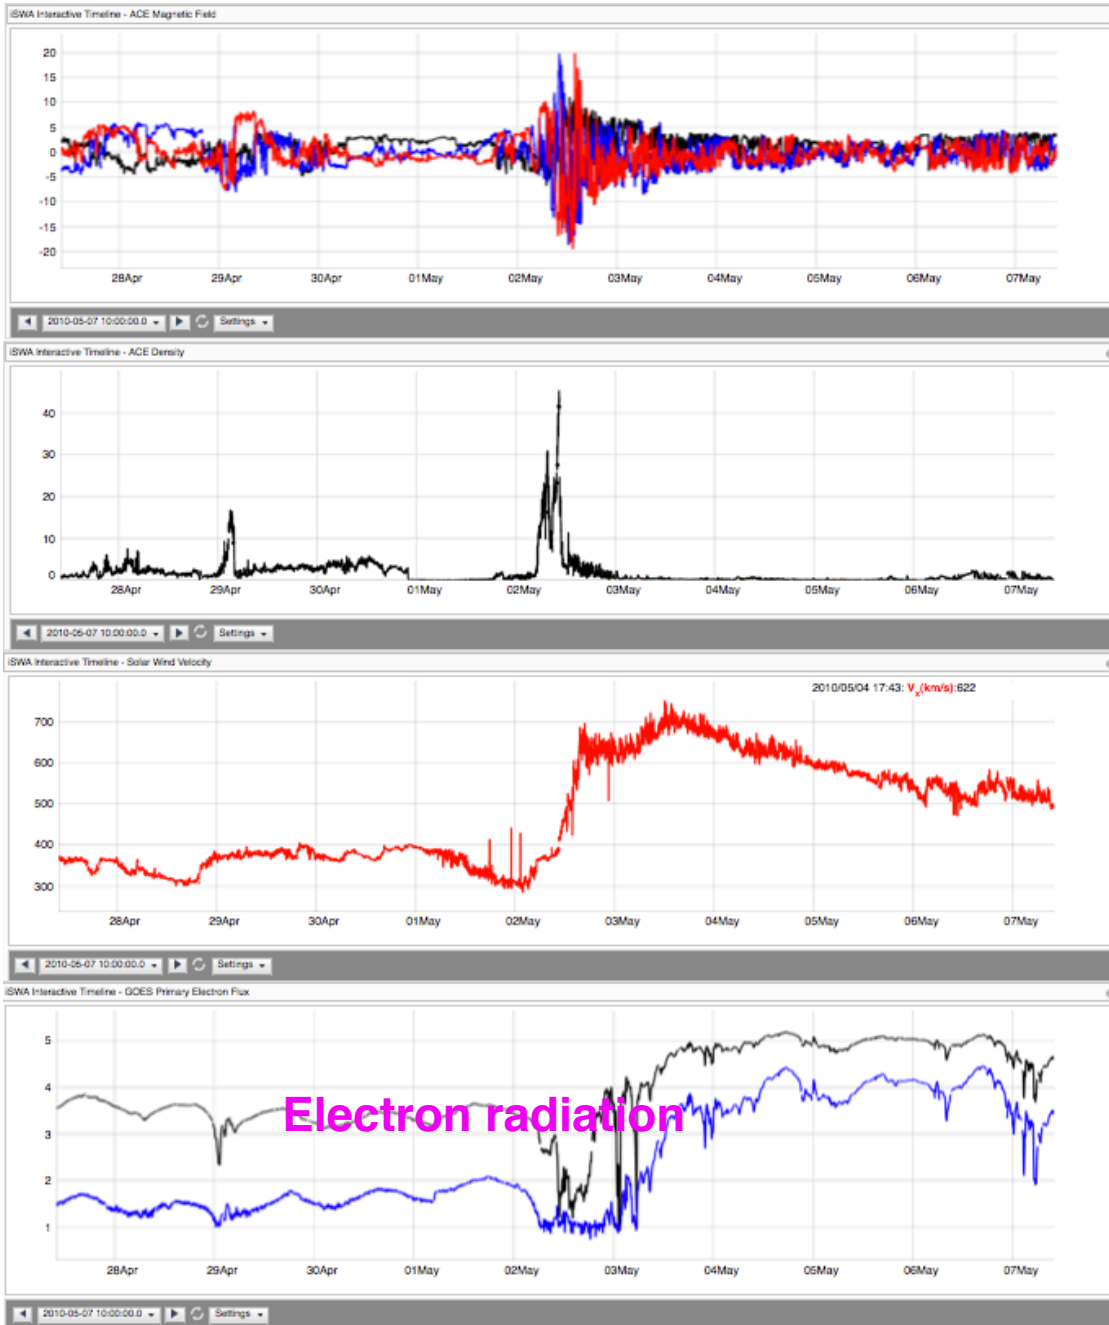 iSWA Interactive Timeline - ACE Magnetic Field
20
15
10
5
0
-5
-10
-15
-20
28Apr 29Apr 30Apr 01May 02May 03May 04May 05May 06May 07May
2010-05-07 10:00:00.0 Settings
iSWA Interactive Timeline - ACE Density
40
30
20
10
0
28Apr 29Apr 30Apr 01May 02May 03May 04May 05May 06May 07May
2010-05-07 10:00:00.0 Settings
iSWA Interactive Timeline - Solar Wind Velocity
2010/05/04 17:43: Vx(km/s):622
700
600
500
400
300
28Apr 29Apr 30Apr 01May 02May 03May 04May 05May 06May 07May
2010-05-07 10:00:00.0 Settings
iSWA Interactive Timeline - GOES Primary Electron Flux
5
4
Electron radiation
3
2
1
28Apr 29Apr 30Apr 01May 02May 03May 04May 05May 06May 07May
2010-05-07 10:00:00.0 Settings